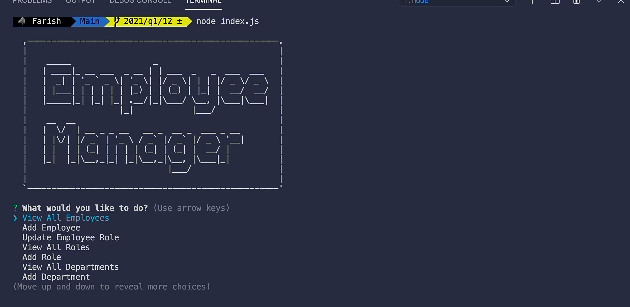 PROBLEMS OUTPUT DEBUG CONSOLE TERMINAL
Farish Main 2021/q1/12 ± node index.js
Employee
Manager
? What would you like to do? (Use arrow keys)
❯ View All Employees
Add Employee
Update Employee Role
View All Roles
Add Role
View All Departments
Add Department
(Move up and down to reveal more choices)